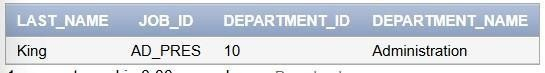 LAST_NAME JOB_ID DEPARTMENT_ID DEPARTMENT_NAME
King AD_PRES 10 Administration